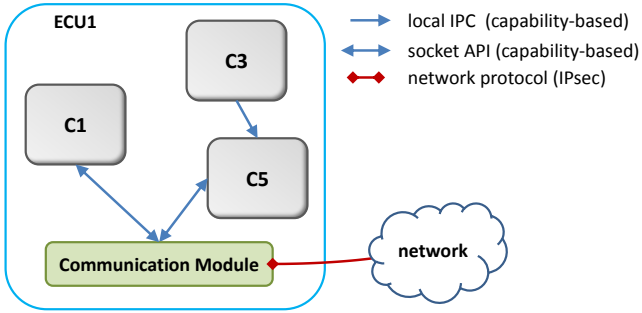 ECU1
local IPC (capability-based)
socket API (capability-based)
network protocol (IPsec)
C3
C1
C5
network
Communication Module